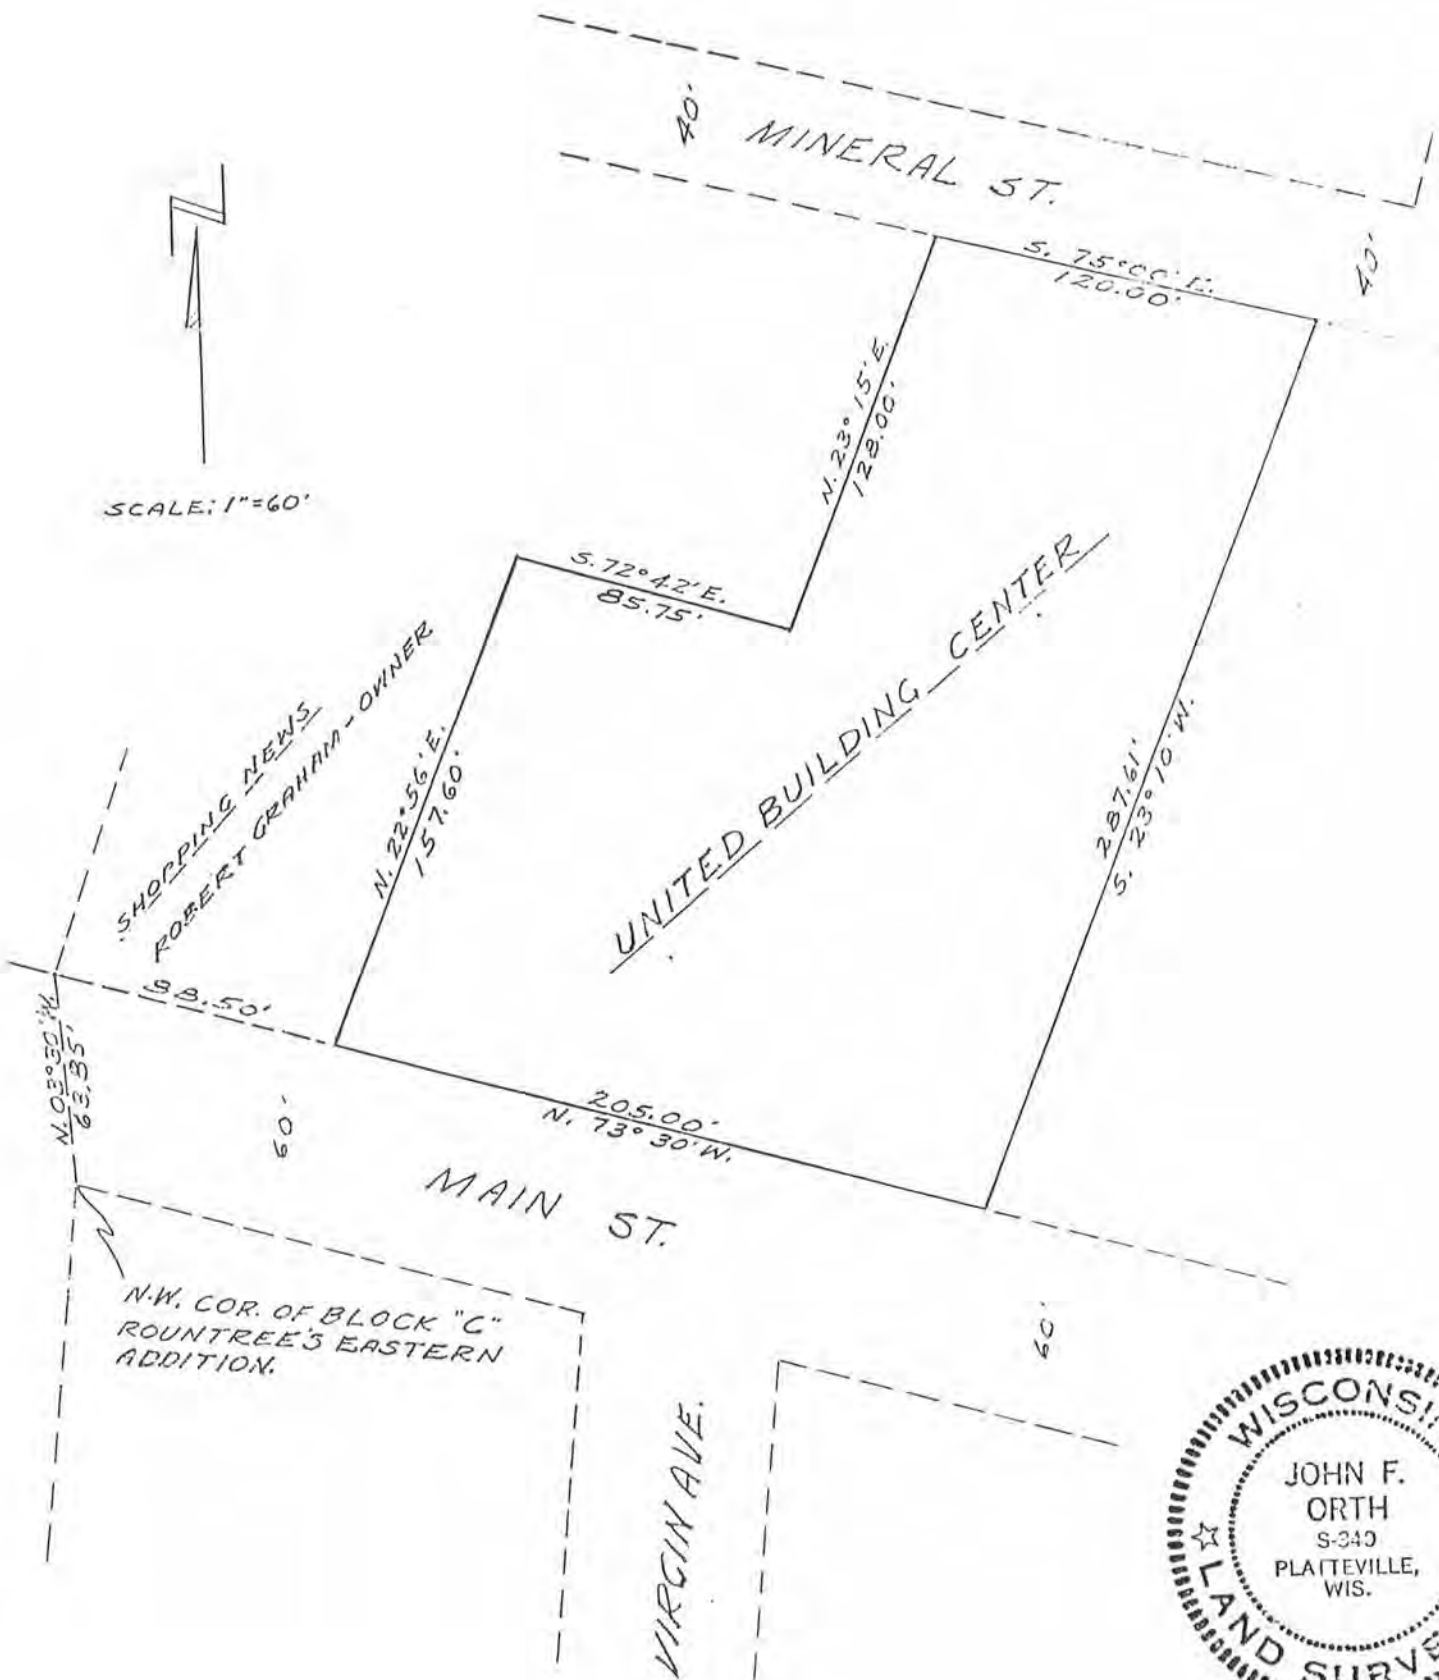 40'
MINERAL ST.
40'
S. 75°00' E.
120.00'
N. 23° 15' E.
128.00'
SCALE: 1"=60'
S. 72° 42' E.
85.75'
SHOPPING NEWS
ROBERT GRAHAM - OWNER
N. 22° 56' E.
157.60'
UNITED BUILDING CENTER
287.61'
S. 23° 10' W.
88.50'
N. 03° 30' W.
63.85'
60'
205.00'
N. 73° 30' W.
MAIN ST.
N.W. COR. OF BLOCK "C"
ROUNTREE'S EASTERN
ADDITION.
60'
VIRGIN AVE.
WISCONSI
JOHN F.
ORTH
S-340
PLATTEVILLE,
WIS.
LAND SURVE